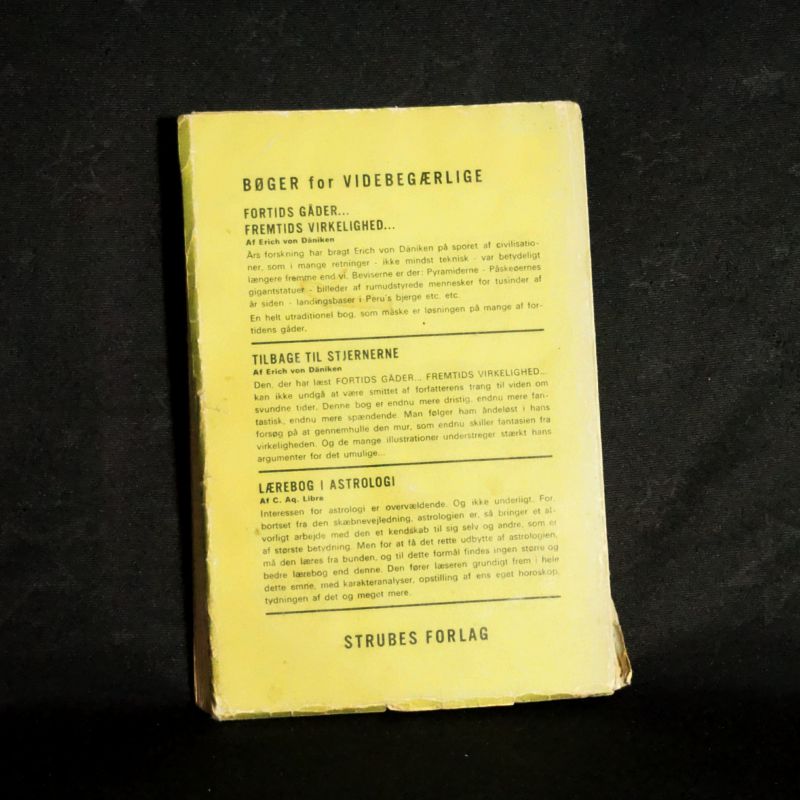 BØGER for VIDEBEGÆRLIGE
FORTIDS GÅDER...
FREMTIDS VIRKELIGHED...
Af Erich von Däniken
Års forskning har bragt Erich von Däniken på sporet af civilisatio-
ner, som i mange retninger - ikke mindst teknisk - var betydeligt
længere fremme end vi. Beviserne er der: Pyramiderne - Påskeøernes
gigantstatuer - billeder af rumudstyrede mennesker for tusinder af
år siden - landingsbaser i Peru's bjerge etc. etc.
En helt utraditionel bog, som måske er løsningen på mange af for-
tidens gåder.
TILBAGE TIL STJERNERNE
Af Erich von Däniken
Den, der har læst FORTIDS GÅDER... FREMTIDS VIRKELIGHED...
kan ikke undgå at være smittet af forfatterens trang til viden om
svundne tider. Denne bog er endnu mere dristig, endnu mere fan-
tastisk, endnu mere spændende. Man følger ham åndeløst i hans
forsøg på at gennemhulle den mur, som endnu skiller fantasien fra
virkeligheden. Og de mange illustrationer understreger stærkt hans
argumenter for det umulige...
LÆREBOG I ASTROLOGI
Af C. Aq. Libra
Interessen for astrologi er overvældende. Og ikke underligt. For,
bortset fra den skæbnevejledning, astrologien er, så bringer et al-
vorligt arbejde med den et kendskab til sig selv og andre, som er
af største betydning. Men for at få det rette udbytte af astrologien,
må den læres fra bunden, og til dette formål findes ingen større og
bedre lærebog end denne. Den fører læseren grundigt frem i hele
dette emne, med karakteranalyser, opstilling af ens eget horoskop,
tydningen af det og meget mere.
STRUBES FORLAG